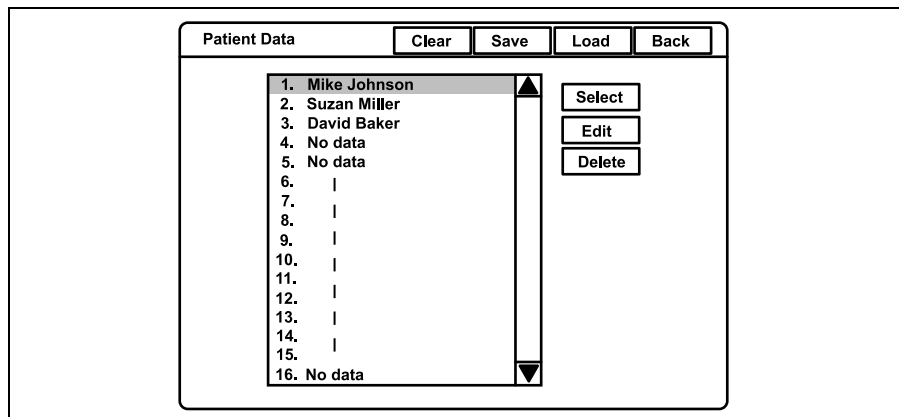 Patient Data Clear Save Load Back
1. Mike Johnson
2. Suzan Miller
3. David Baker
4. No data
5. No data
6.
7.
8.
9.
10.
11.
12.
13.
14.
15.
16. No data
Select
Edit
Delete